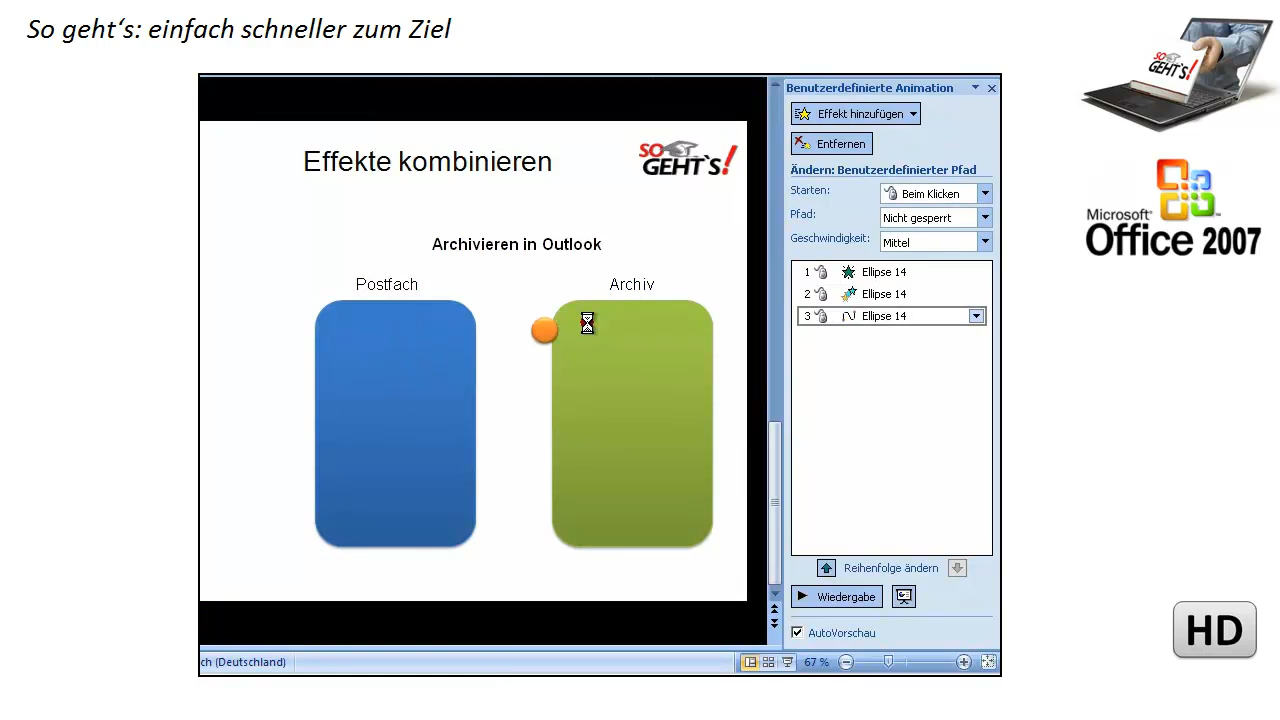 So geht's: einfach schneller zum Ziel
SO GEHT`S!
Microsoft
Office 2007
HD
Effekte kombinieren
SO GEHT`S!
Archivieren in Outlook
Postfach
Archiv
Benutzerdefinierte Animation
Effekt hinzufügen
Entfernen
Ändern: Benutzerdefinierter Pfad
Starten: Beim Klicken
Pfad: Nicht gesperrt
Geschwindigkeit: Mittel
1 Ellipse 14
2 Ellipse 14
3 Ellipse 14
Reihenfolge ändern
Wiedergabe
AutoVorschau
ch (Deutschland)
67 %